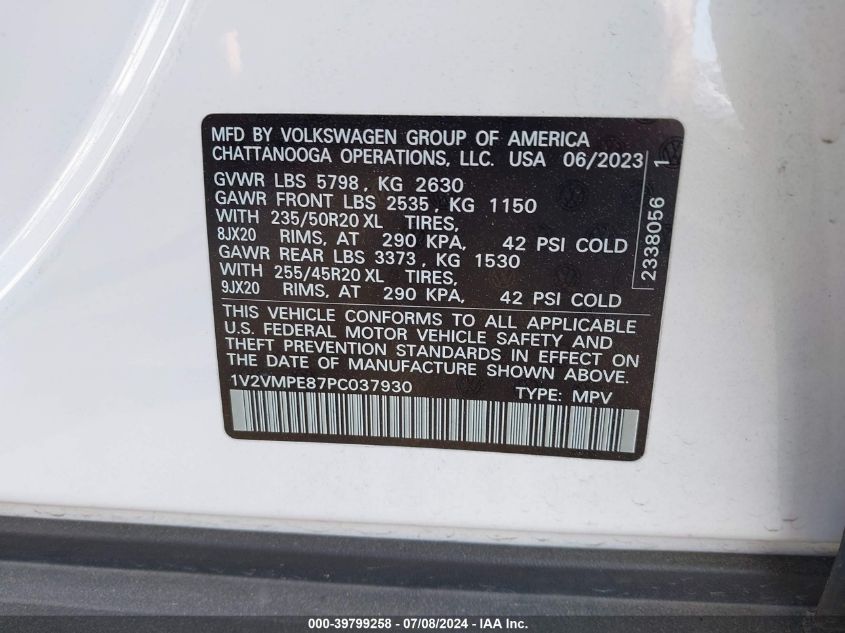 MFD BY VOLKSWAGEN GROUP OF AMERICA
CHATTANOOGA OPERATIONS, LLC. USA 06/2023
GVWR LBS 5798, KG 2630
GAWR FRONT LBS 2535, KG 1150
WITH 235/50R20 XL TIRES,
8JX20 RIMS, AT 290 KPA, 42 PSI COLD
GAWR REAR LBS 3373, KG 1530
WITH 255/45R20 XL TIRES,
9JX20 RIMS, AT 290 KPA, 42 PSI COLD
THIS VEHICLE CONFORMS TO ALL APPLICABLE
U.S. FEDERAL MOTOR VEHICLE SAFETY AND
THEFT PREVENTION STANDARDS IN EFFECT ON
THE DATE OF MANUFACTURE SHOWN ABOVE.
1V2VMPE87PC037930 TYPE: MPV
2338056 1
000-39799258 - 07/08/2024 - IAA Inc.